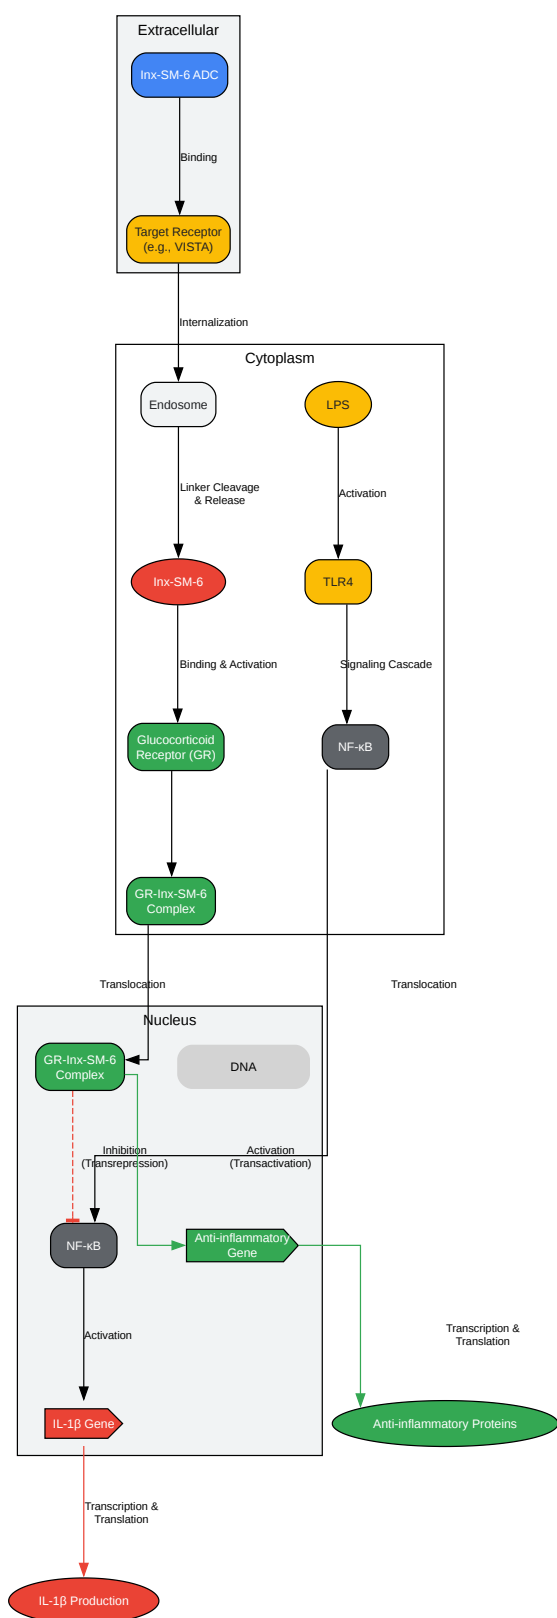 Extracellular
Inx-SM-6 ADC
Binding
Target Receptor
(e.g., VISTA)
Internalization
Cytoplasm
Endosome
LPS
Linker Cleavage
& Release
Activation
Inx-SM-6
TLR4
Binding & Activation
Signaling Cascade
Glucocorticoid
Receptor (GR)
NF-κB
GR-Inx-SM-6
Complex
Translocation
Translocation
Nucleus
GR-Inx-SM-6
Complex
DNA
Inhibition
(Transrepression)
Activation
(Transactivation)
NF-κB
Anti-inflammatory
Gene
Activation
Transcription &
Translation
IL-1β Gene
Anti-inflammatory Proteins
Transcription &
Translation
IL-1β Production